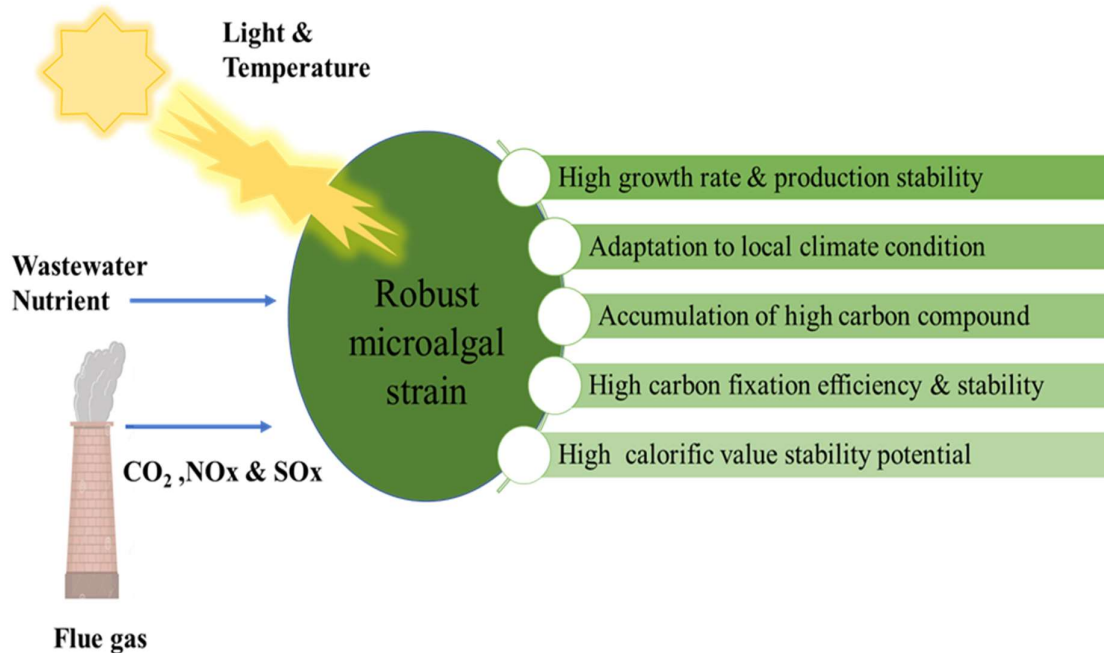 Light &
Temperature
Wastewater
Nutrient
CO₂ ,NOx & SOx
Flue gas
Robust
microalgal
strain
High growth rate & production stability
Adaptation to local climate condition
Accumulation of high carbon compound
High carbon fixation efficiency & stability
High  calorific value stability potential